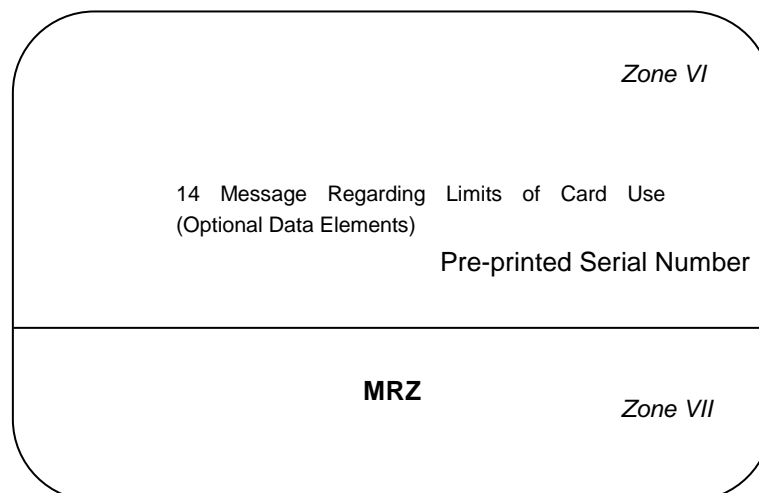 Zone VI
14 Message Regarding Limits of Card Use
(Optional Data Elements)
Pre-printed Serial Number
MRZ
Zone VII